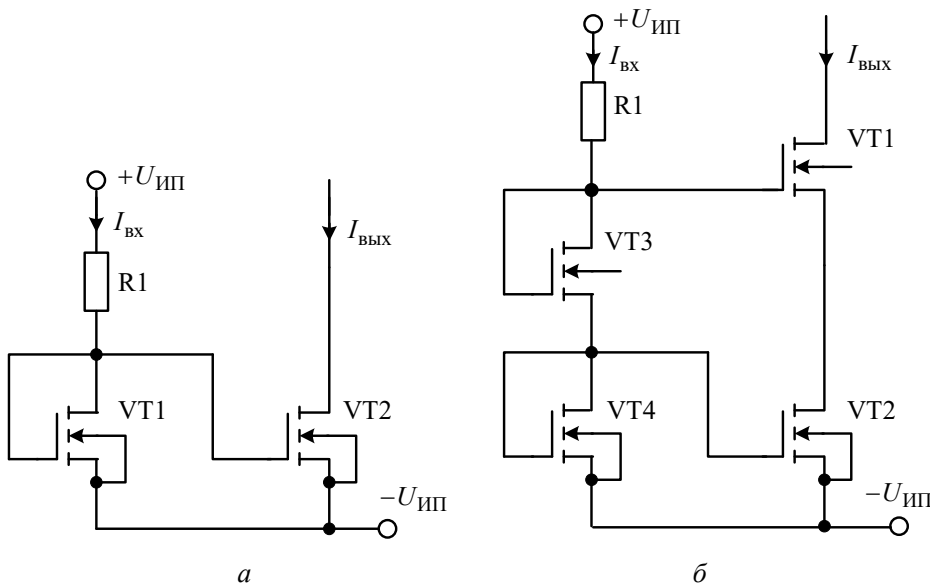 +UИП
Iвх
R1
Iвых
VT1
VT2
−UИП
а
+UИП
Iвх
R1
Iвых
VT1
VT3
VT4
VT2
−UИП
б